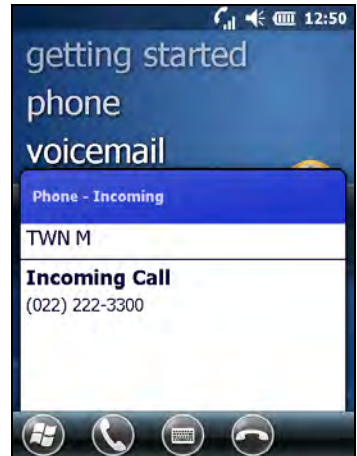 12:50
getting started
phone
voicemail
Phone - Incoming
TWN M
Incoming Call
(022) 222-3300